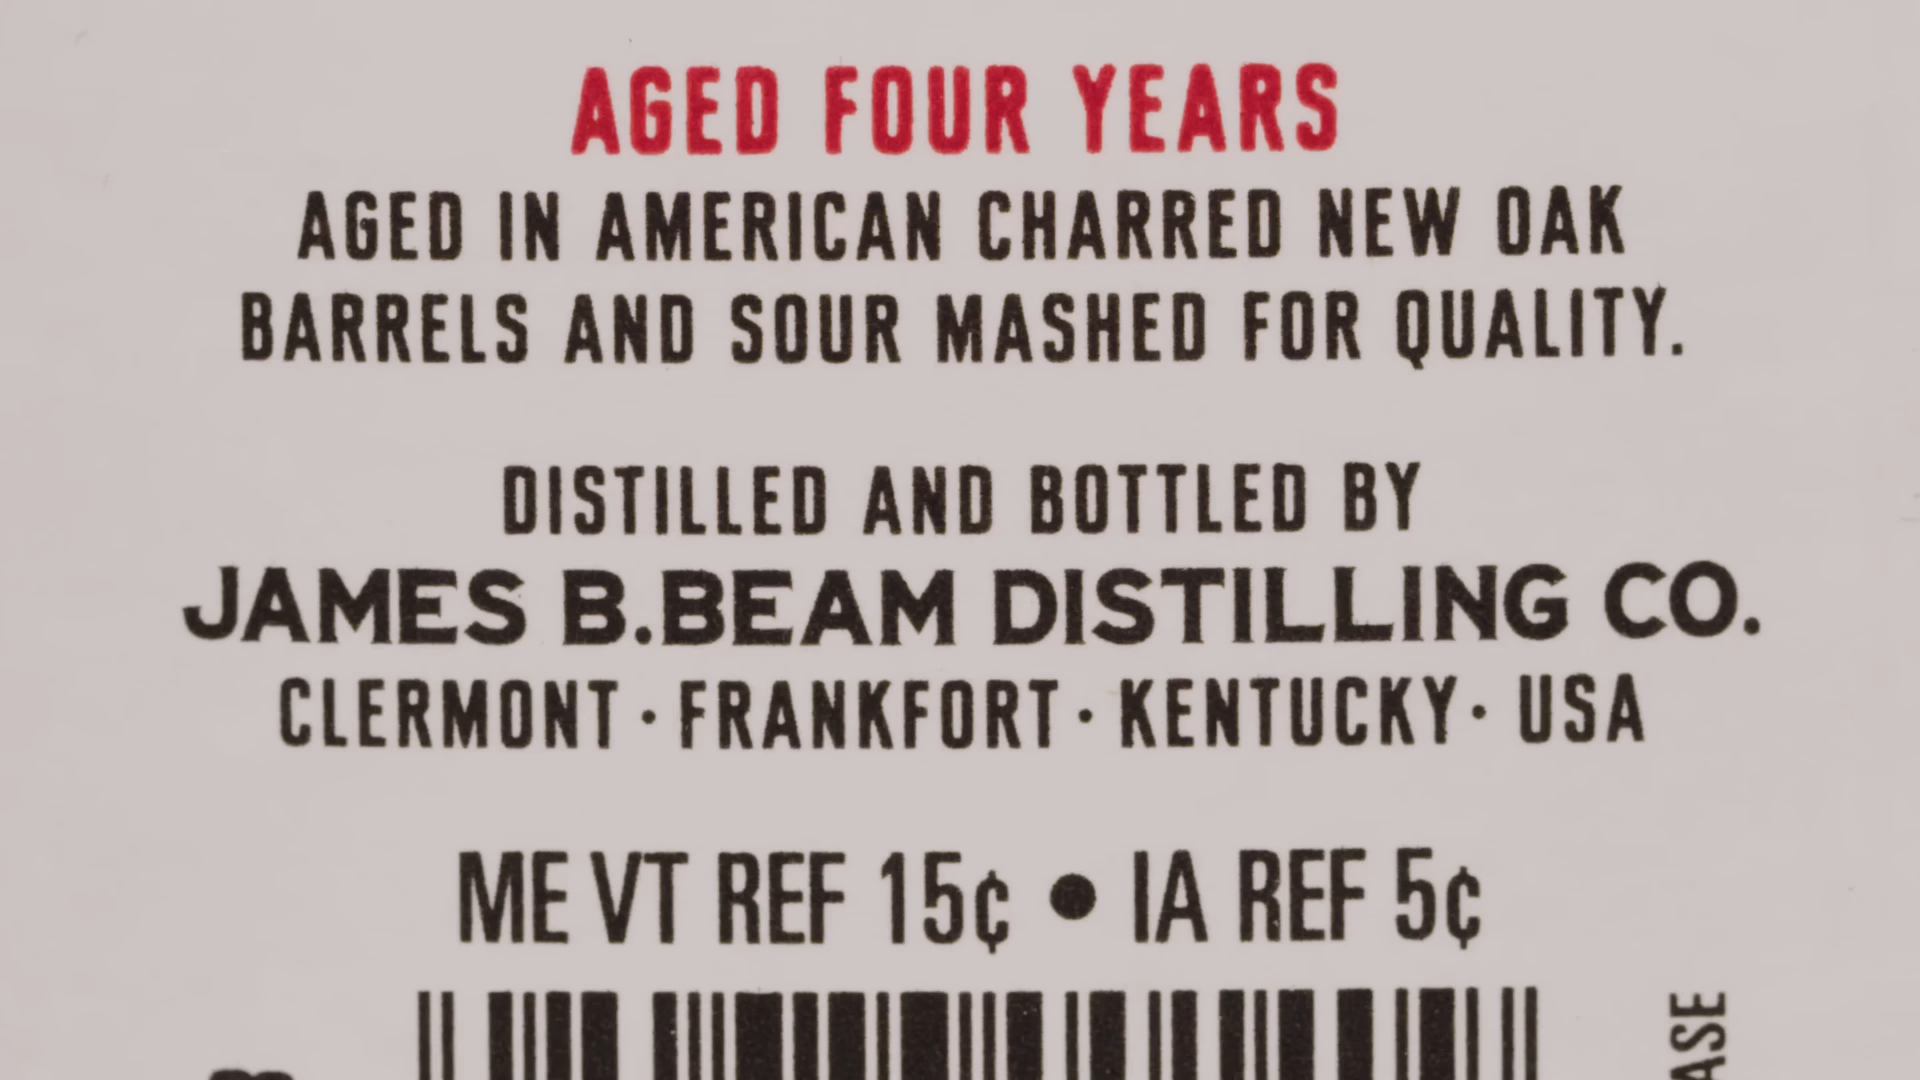 AGED FOUR YEARS
AGED IN AMERICAN CHARRED NEW OAK
BARRELS AND SOUR MASHED FOR QUALITY.
DISTILLED AND BOTTLED BY
JAMES B.BEAM DISTILLING CO.
CLERMONT · FRANKFORT · KENTUCKY · USA
ME VT REF 15¢ ● IA REF 5¢